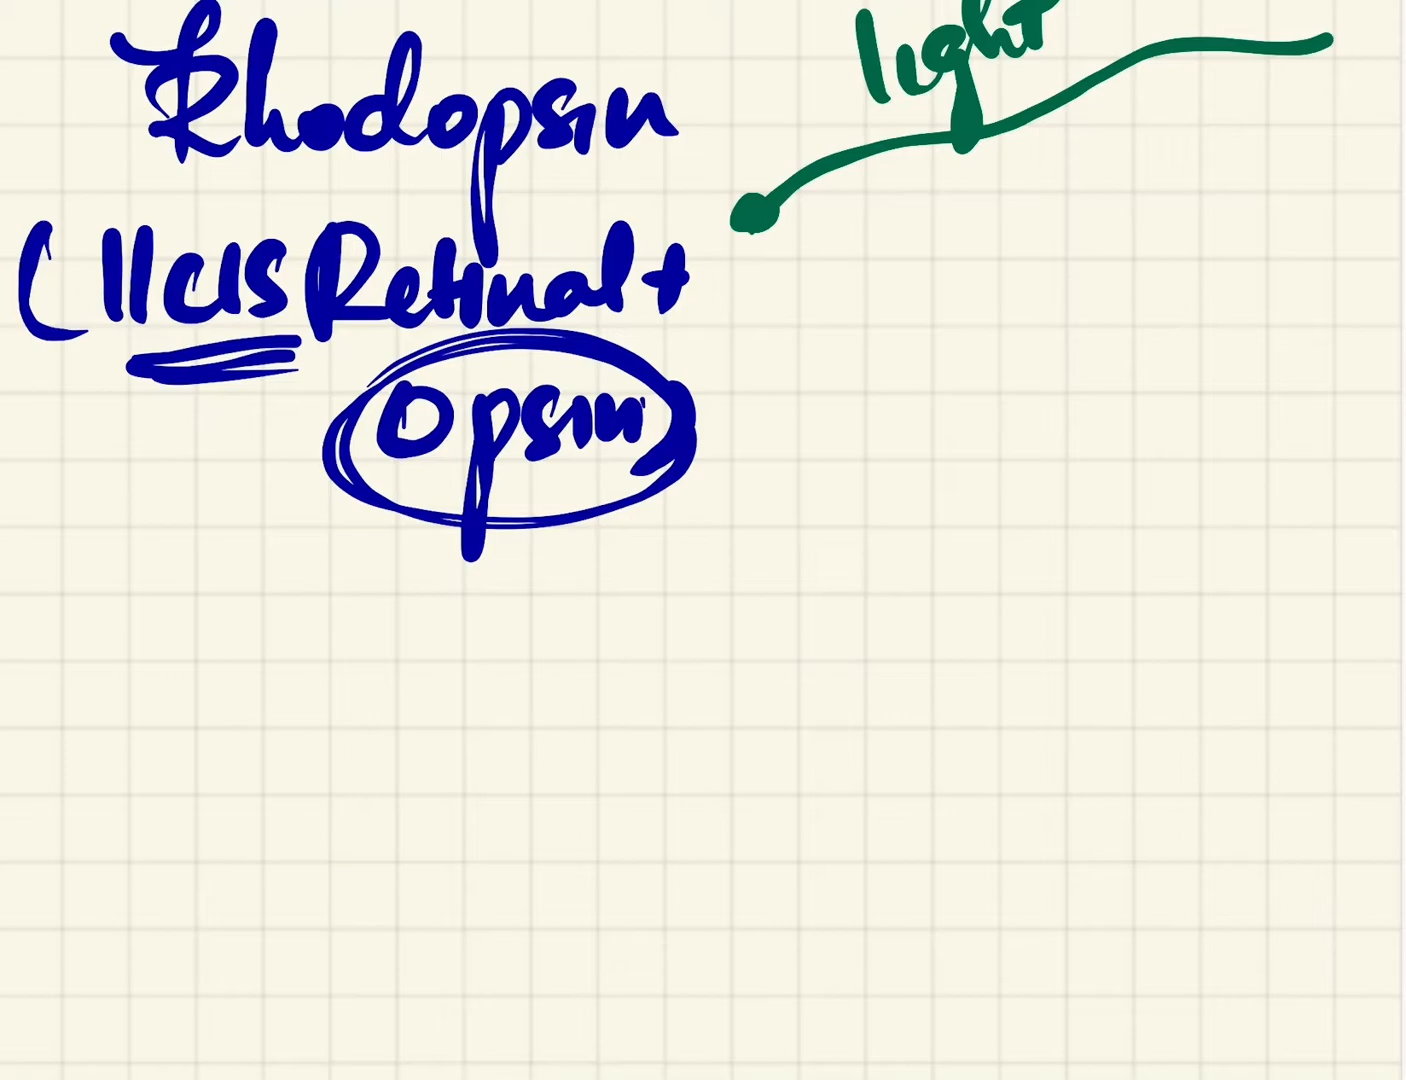 Rhodopsin
light
(11cis Retinal +
Opsin)